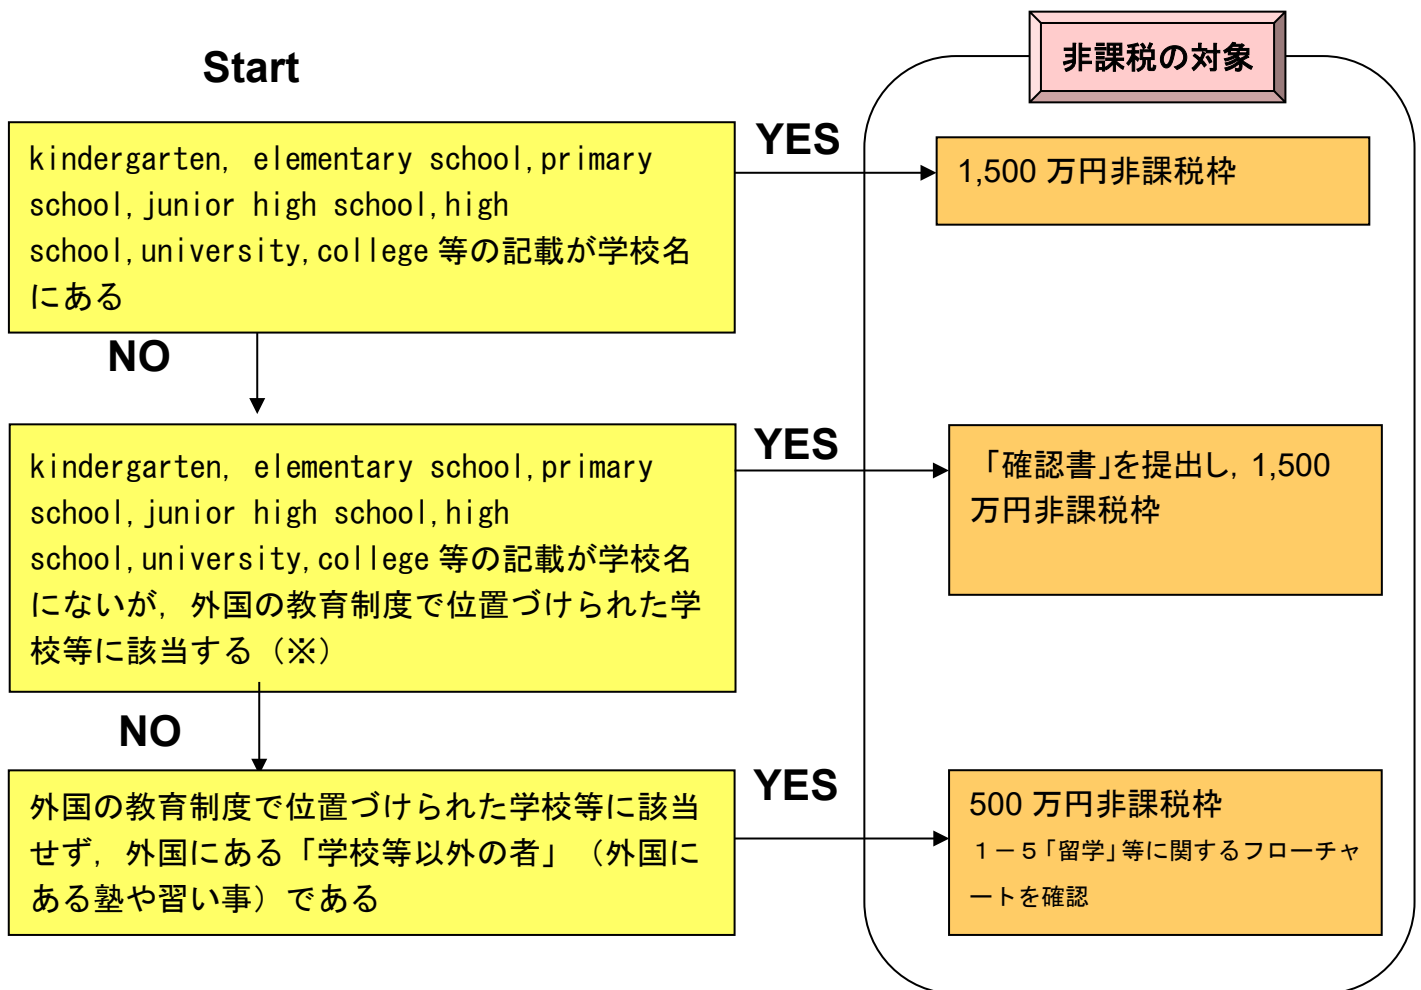 Start
非課税の対象
kindergarten, elementary school,primary
school,junior high school,high
school,university,college 等の記載が学校名
にある
YES
1,500 万円非課税枠
NO
kindergarten, elementary school,primary
school,junior high school,high
school,university,college 等の記載が学校名
にないが，外国の教育制度で位置づけられた学
校等に該当する（※）
YES
「確認書」を提出し，1,500
万円非課税枠
NO
外国の教育制度で位置づけられた学校等に該当
せず，外国にある「学校等以外の者」（外国に
ある塾や習い事）である
YES
500 万円非課税枠
１－５「留学」等に関するフローチャ
ートを確認